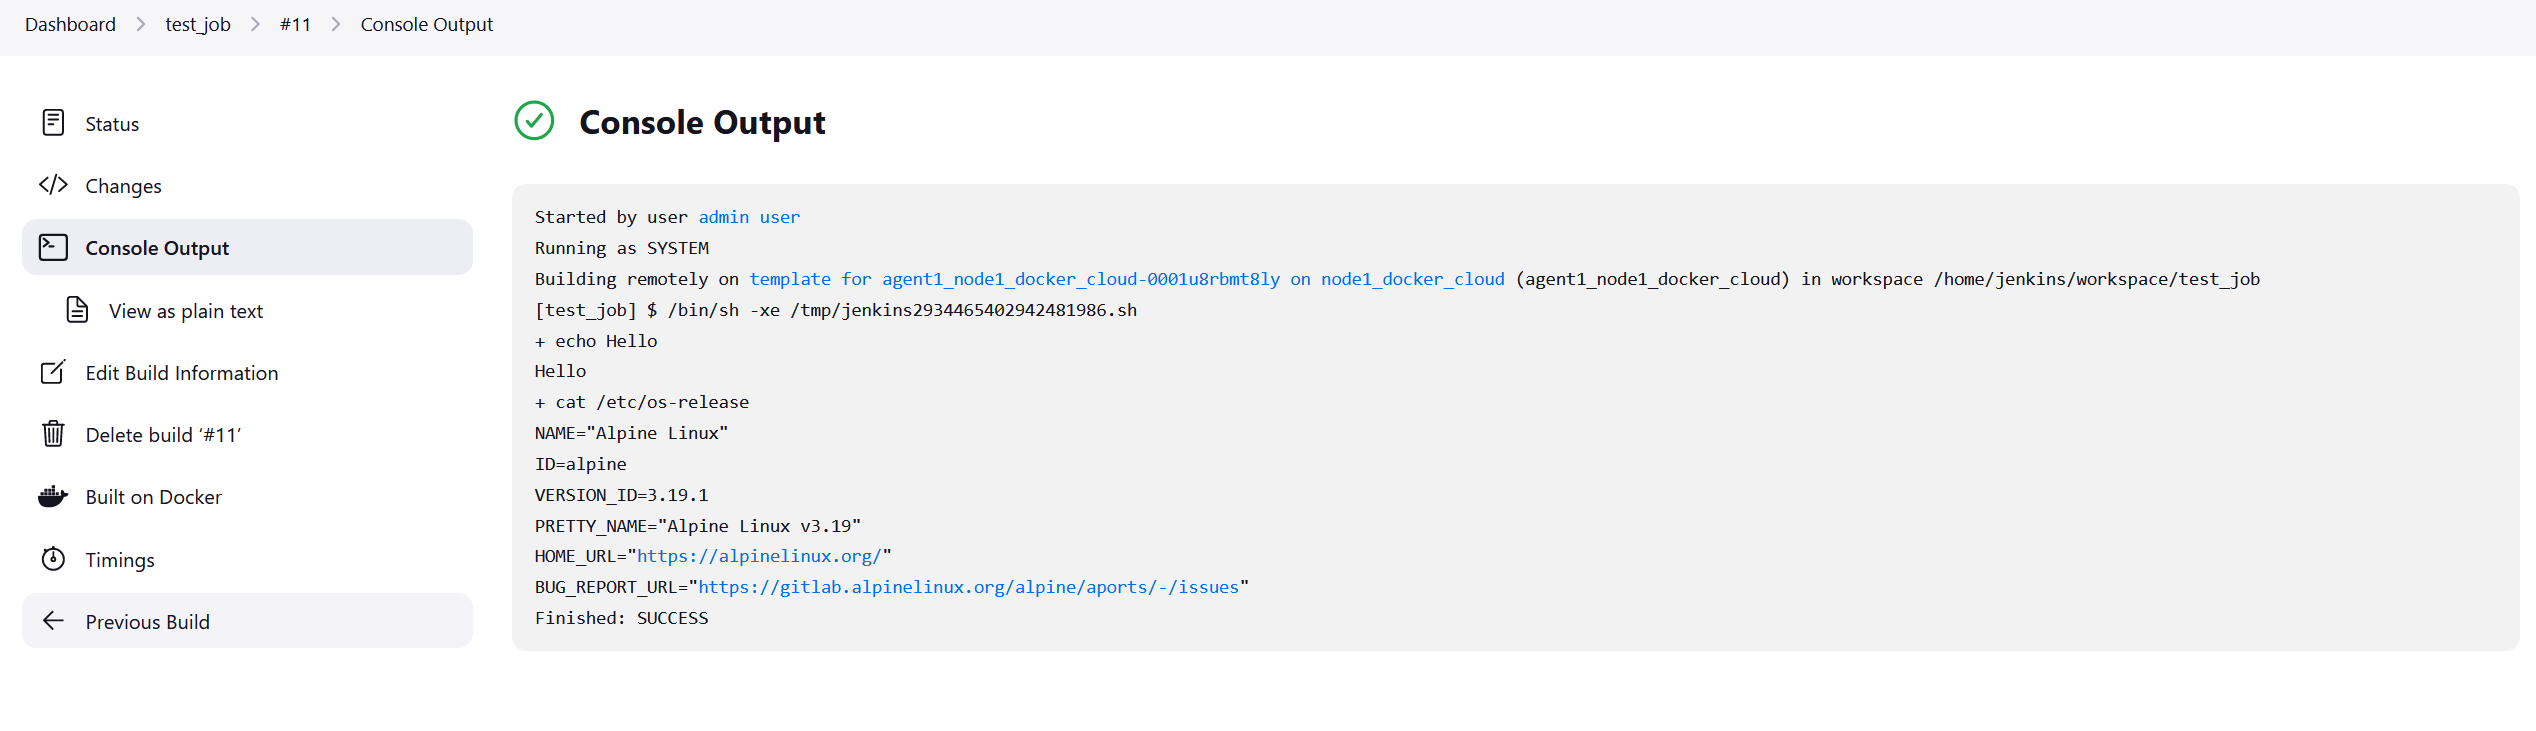 Dashboard > test_job > #11 > Console Output
Status
Changes
Console Output
View as plain text
Edit Build Information
Delete build ‘#11’
Built on Docker
Timings
Previous Build
Console Output
Started by user admin user
Running as SYSTEM
Building remotely on template for agent1_node1_docker_cloud-0001u8rbmt8ly on node1_docker_cloud (agent1_node1_docker_cloud) in workspace /home/jenkins/workspace/test_job
[test_job] $ /bin/sh -xe /tmp/jenkins2934465402942481986.sh
+ echo Hello
Hello
+ cat /etc/os-release
NAME="Alpine Linux"
ID=alpine
VERSION_ID=3.19.1
PRETTY_NAME="Alpine Linux v3.19"
HOME_URL="https://alpinelinux.org/"
BUG_REPORT_URL="https://gitlab.alpinelinux.org/alpine/aports/-/issues"
Finished: SUCCESS